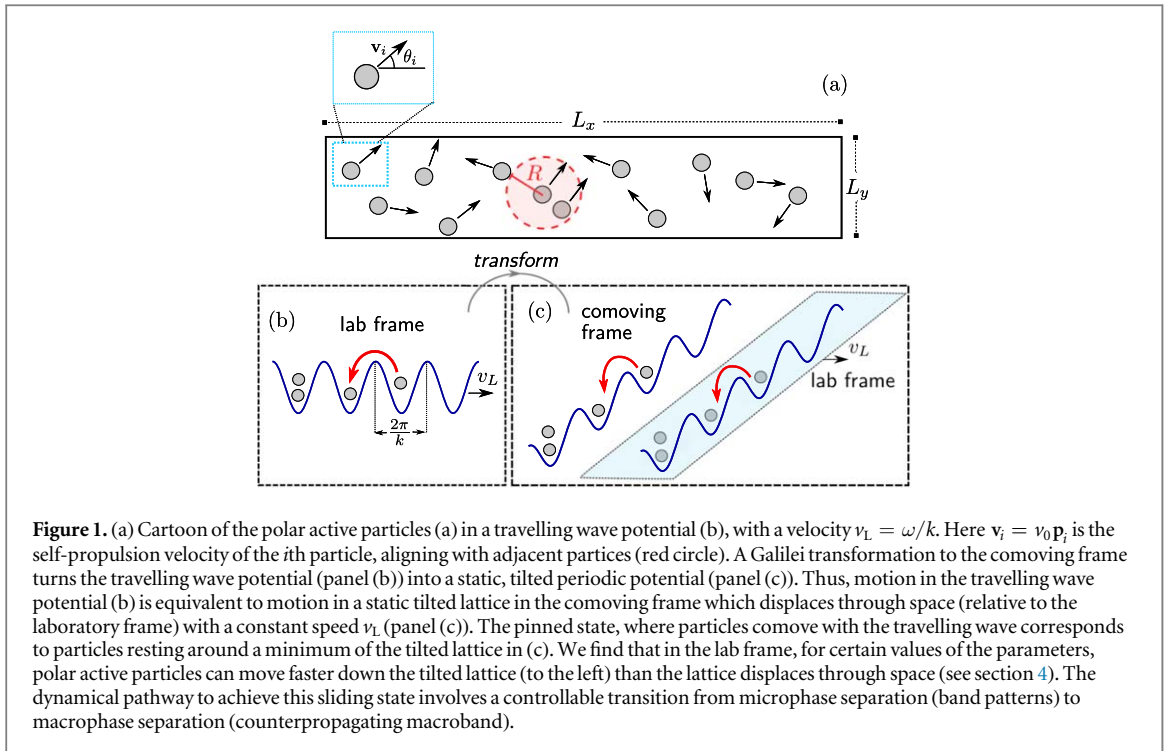 v_i
θ_i
(a)
L_x
R
L_y
transform
(b)
lab frame
v_L
2π
k
(c)
comoving
frame
v_L
lab frame
Figure 1. (a) Cartoon of the polar active particles (a) in a travelling wave potential (b), with a velocity v_L = ω/k. Here v_i = v_0 p_i is the
self-propulsion velocity of the ith particle, aligning with adjacent partices (red circle). A Galilei transformation to the comoving frame
turns the travelling wave potential (panel (b)) into a static, tilted periodic potential (panel (c)). Thus, motion in the travelling wave
potential (b) is equivalent to motion in a static tilted lattice in the comoving frame which displaces through space (relative to the
laboratory frame) with a constant speed v_L (panel (c)). The pinned state, where particles comove with the travelling wave corresponds
to particles resting around a minimum of the tilted lattice in (c). We find that in the lab frame, for certain values of the parameters,
polar active particles can move faster down the tilted lattice (to the left) than the lattice displaces through space (see section 4). The
dynamical pathway to achieve this sliding state involves a controllable transition from microphase separation (band patterns) to
macrophase separation (counterpropagating macroband).